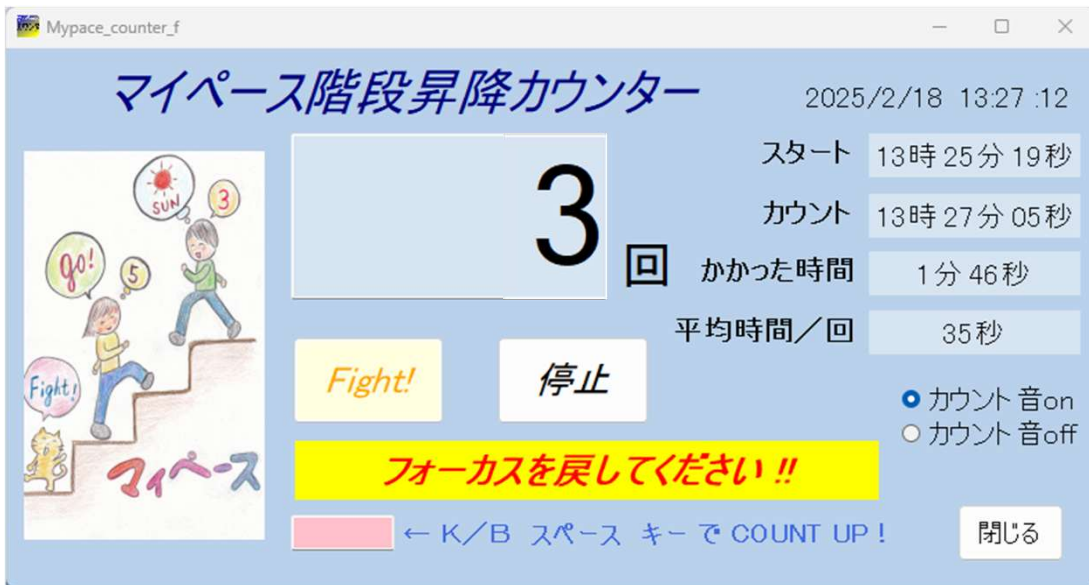 Mypace_counter_f
マイペース階段昇降カウンター
2025/2/18 13:27 :12
3 回
スタート 13時 25分 19秒
カウント 13時 27分 05秒
かかった時間 1分 46秒
平均時間／回 35秒
SUN
3
go!
5
Fight!
マイペース
Fight!
停止
カウント 音on
カウント 音off
フォーカスを戻してください !!
← K／B スペース キーで COUNT UP !
閉じる